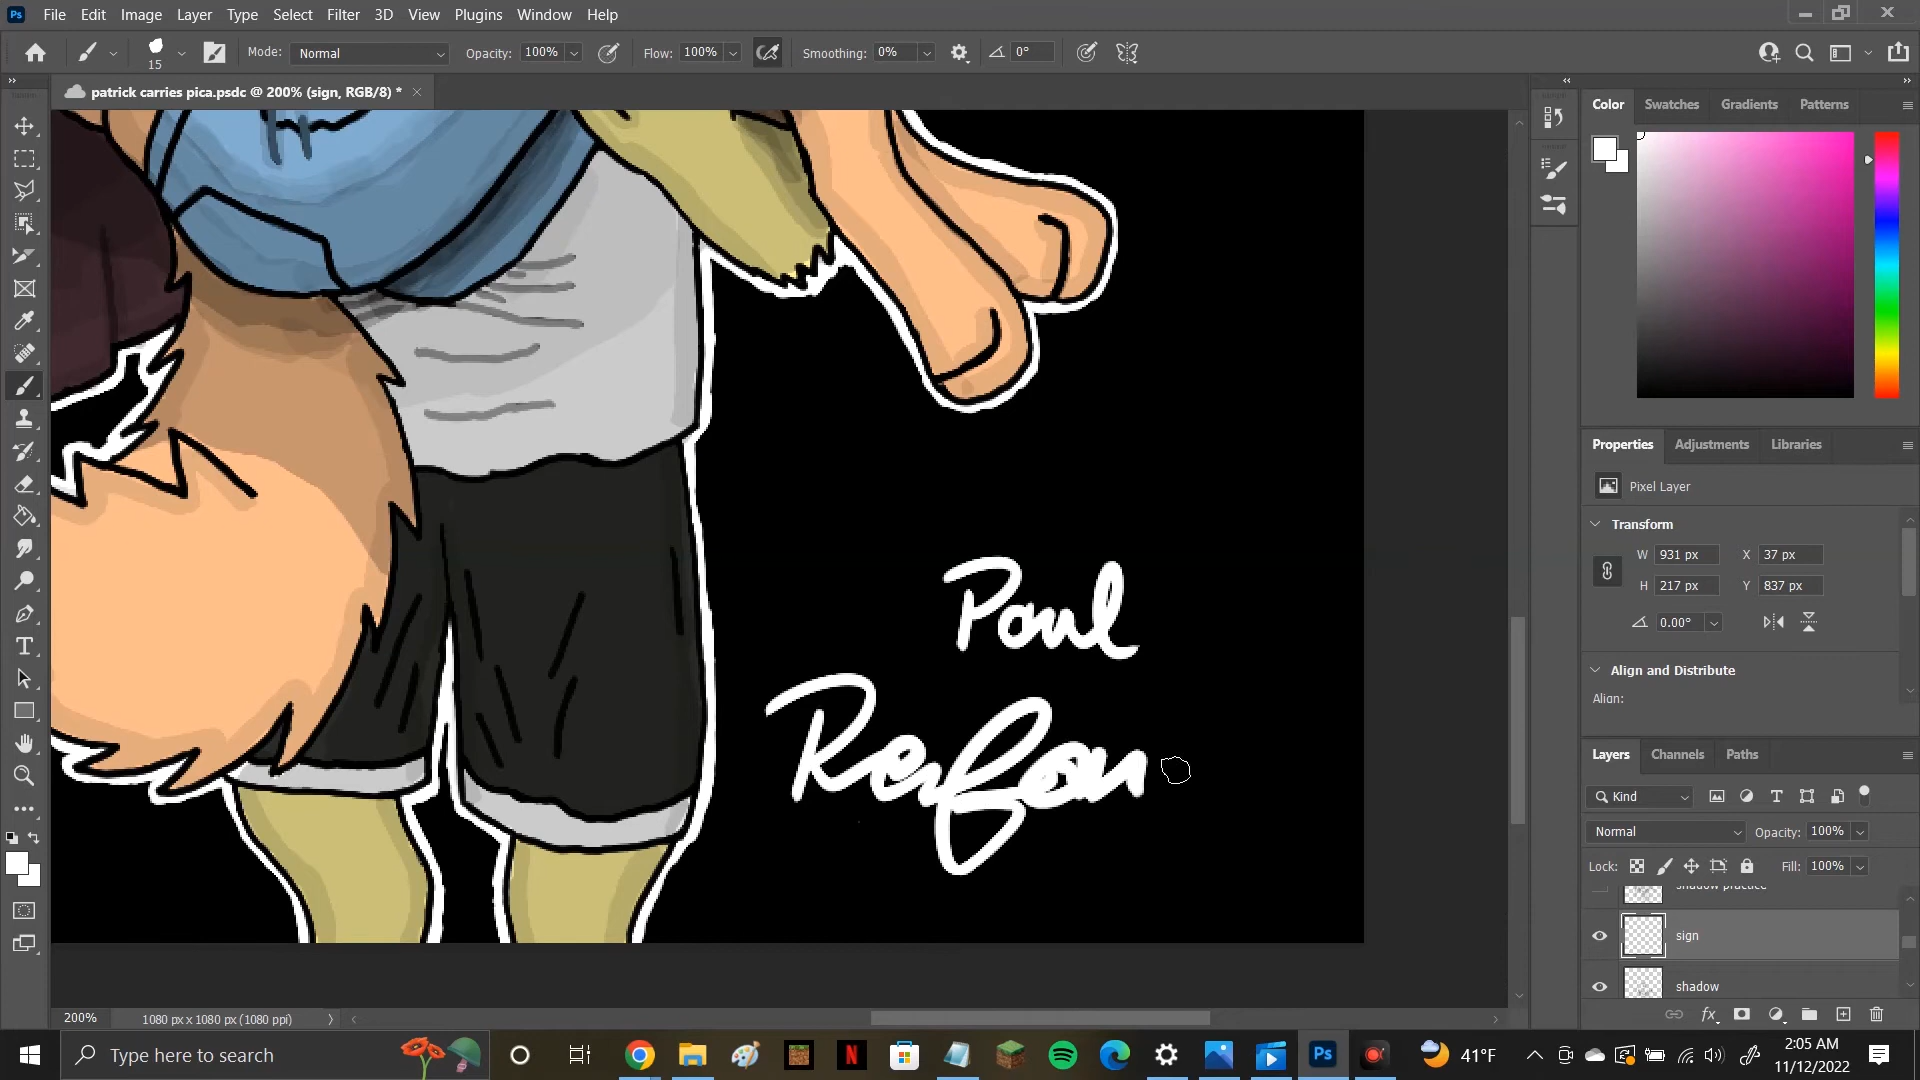 File Edit Image Layer Type Select Filter 3D View Plugins Window Help
15 Mode: Normal Opacity: 100% Flow: 100% Smoothing: 0% 0°
patrick carries pica.psdc @ 200% (sign, RGB/8) *
Color Swatches Gradients Patterns
Properties Adjustments Libraries
Pixel Layer
Transform
W 931 px X 37 px
H 217 px Y 837 px
0.00°
Align and Distribute
Align:
Paul
Layers Channels Paths
Kind
Normal Opacity: 100%
Lock: Fill: 100%
shadow practice
sign
shadow
200% 1080 px x 1080 px (1080 ppi)
Type here to search
41°F
2:05 AM
11/12/2022